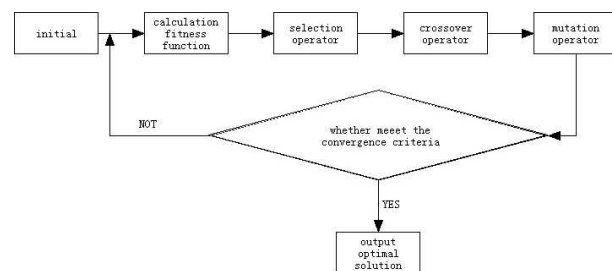 initial
calculation
fitness
function
selection
operator
crossover
operator
mutation
operator
whether meeet the
convergence criteria
NOT
YES
output
optimal
solution